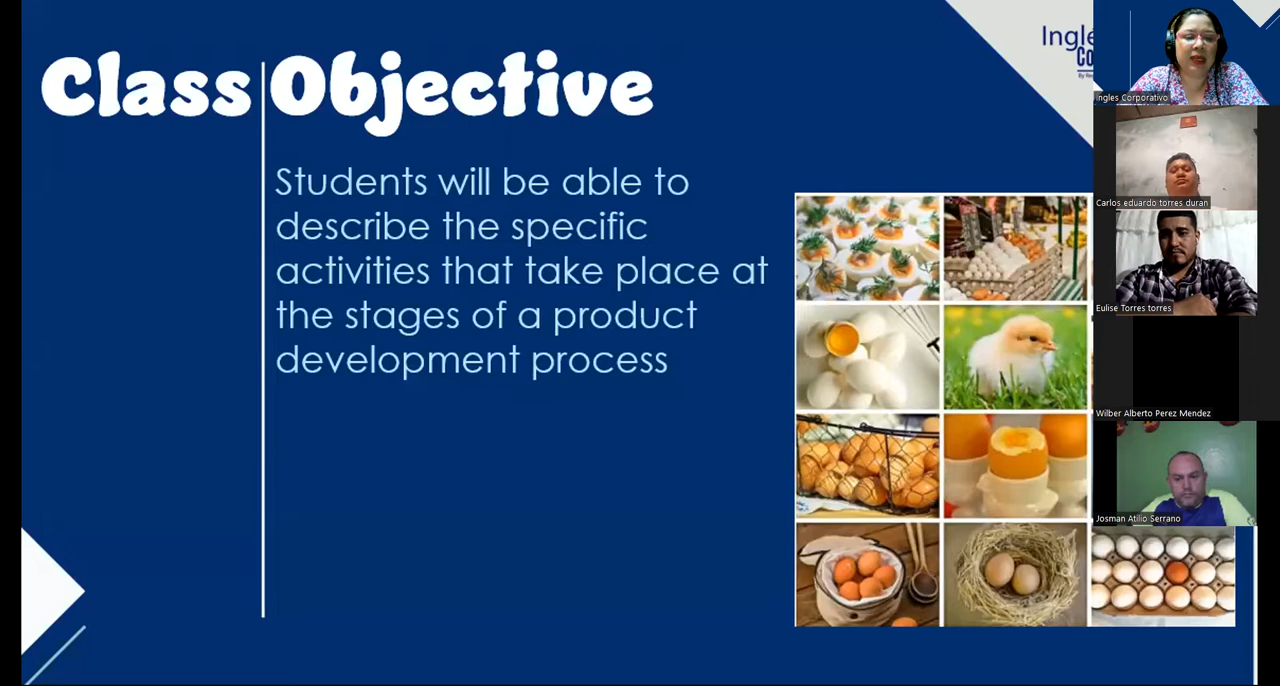 Class Objective
Students will be able to
describe the specific
activities that take place at
the stages of a product
development process
Ingles Corporativo
Carlos eduardo torres duran
Eulise Torres torres
Wilber Alberto Perez Mendez
Josman Atilio Serrano